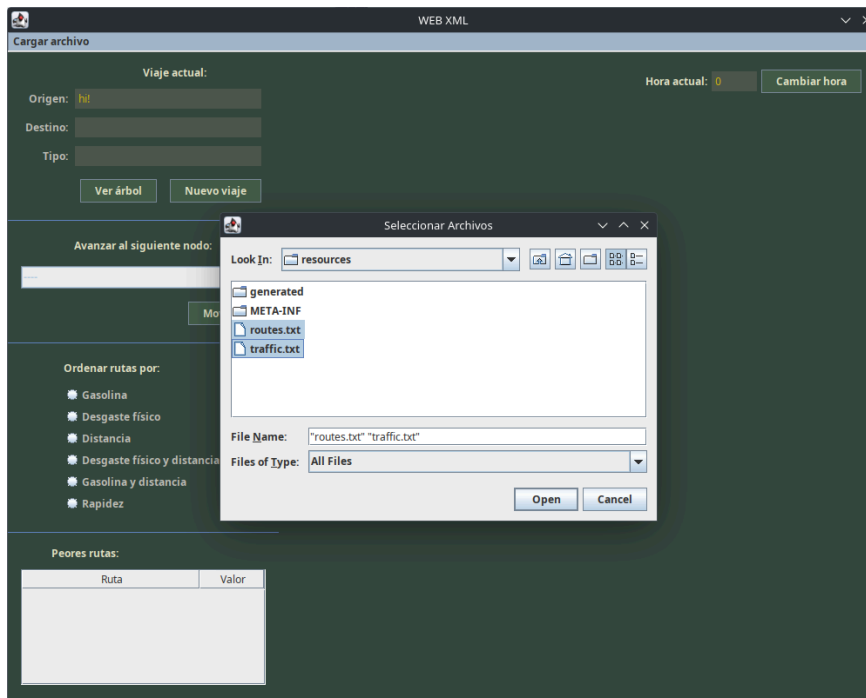 WEB XML
Cargar archivo
Viaje actual:
Hora actual: 0 Cambiar hora
Origen: hi!
Destino:
Tipo:
Ver árbol Nuevo viaje
Avanzar al siguiente nodo:
----
Mo
Ordenar rutas por:
Gasolina
Desgaste físico
Distancia
Desgaste físico y distancia
Gasolina y distancia
Rapidez
Peores rutas:
Ruta Valor
Seleccionar Archivos
Look In: resources
generated
META-INF
routes.txt
traffic.txt
File Name: "routes.txt" "traffic.txt"
Files of Type: All Files
Open Cancel